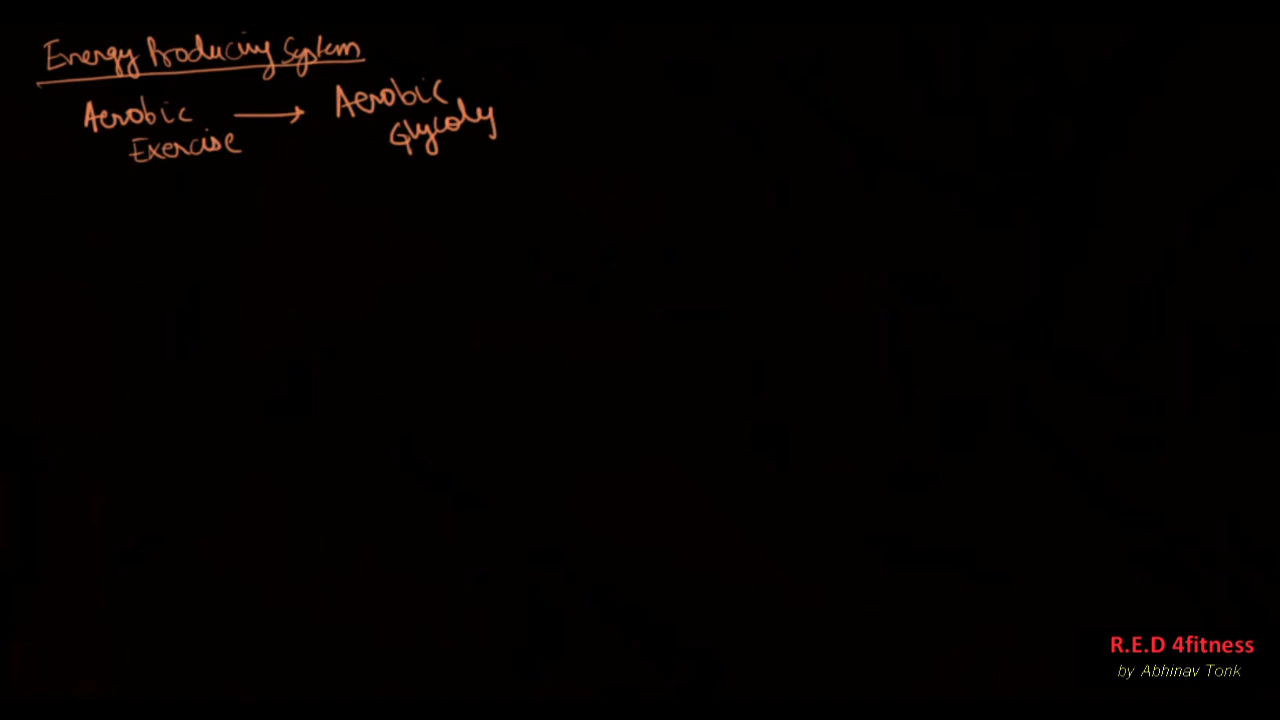 Energy Producing System
Aerobic → Aerobic
Exercise Glycoly
R.E.D 4fitness
by Abhinav Tonk